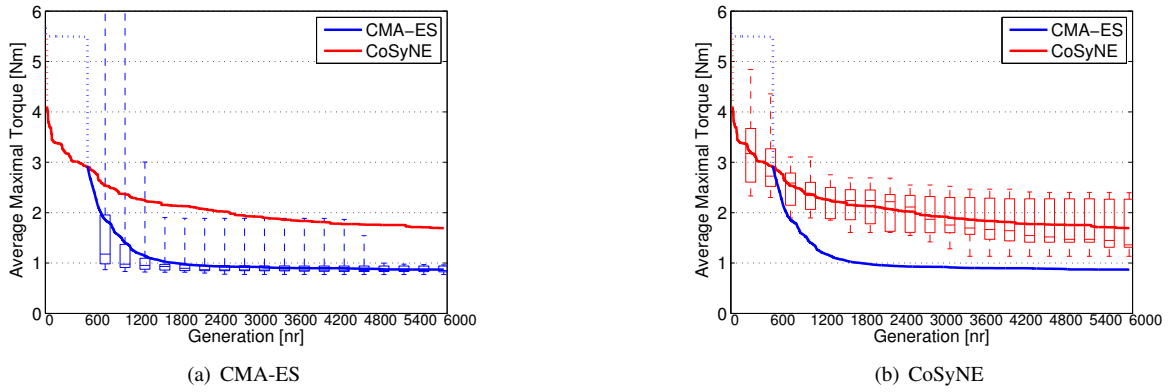 6
5
4
3
2
1
0
Average Maximal Torque [Nm]
CMA−ES
CoSyNE
0 600 1200 1800 2400 3000 3600 4200 4800 5400 6000
Generation [nr]
(a) CMA-ES
6
5
4
3
2
1
0
Average Maximal Torque [Nm]
CMA−ES
CoSyNE
0 600 1200 1800 2400 3000 3600 4200 4800 5400 6000
Generation [nr]
(b) CoSyNE